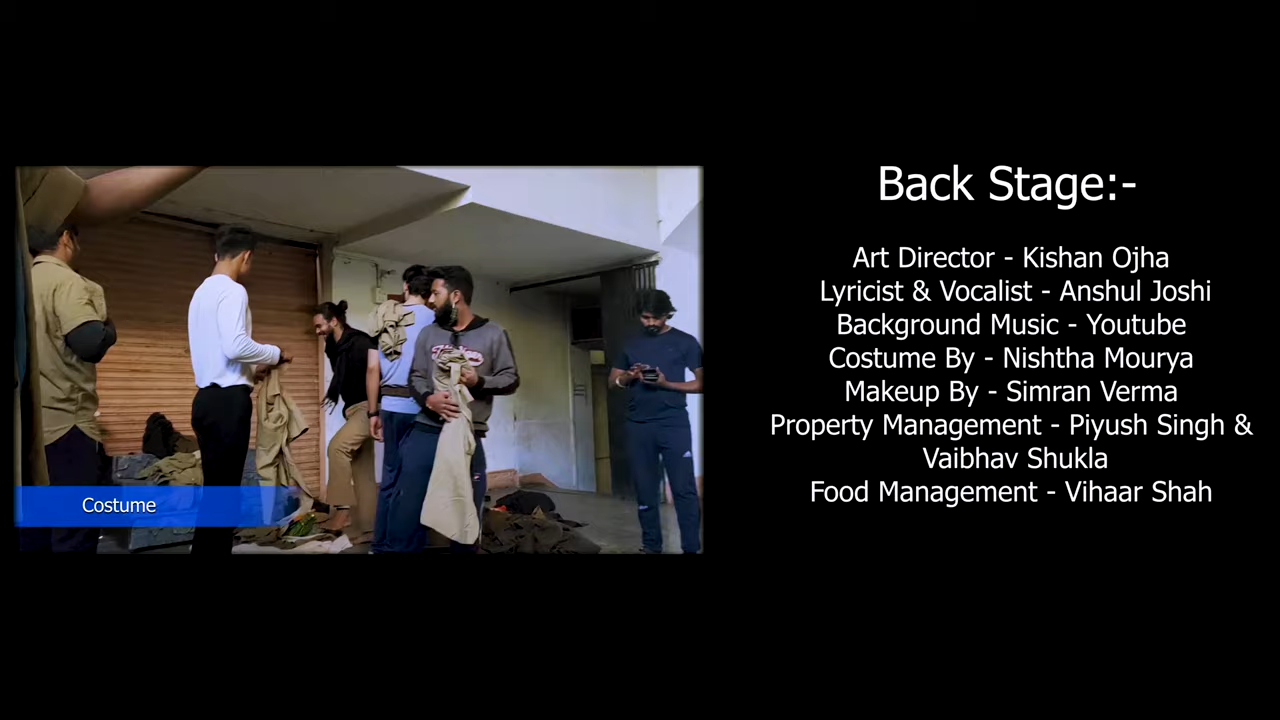 Back Stage:-
Art Director - Kishan Ojha
Lyricist & Vocalist - Anshul Joshi
Background Music - Youtube
Costume By - Nishtha Mourya
Makeup By - Simran Verma
Property Management - Piyush Singh &
Vaibhav Shukla
Food Management - Vihaar Shah
Costume